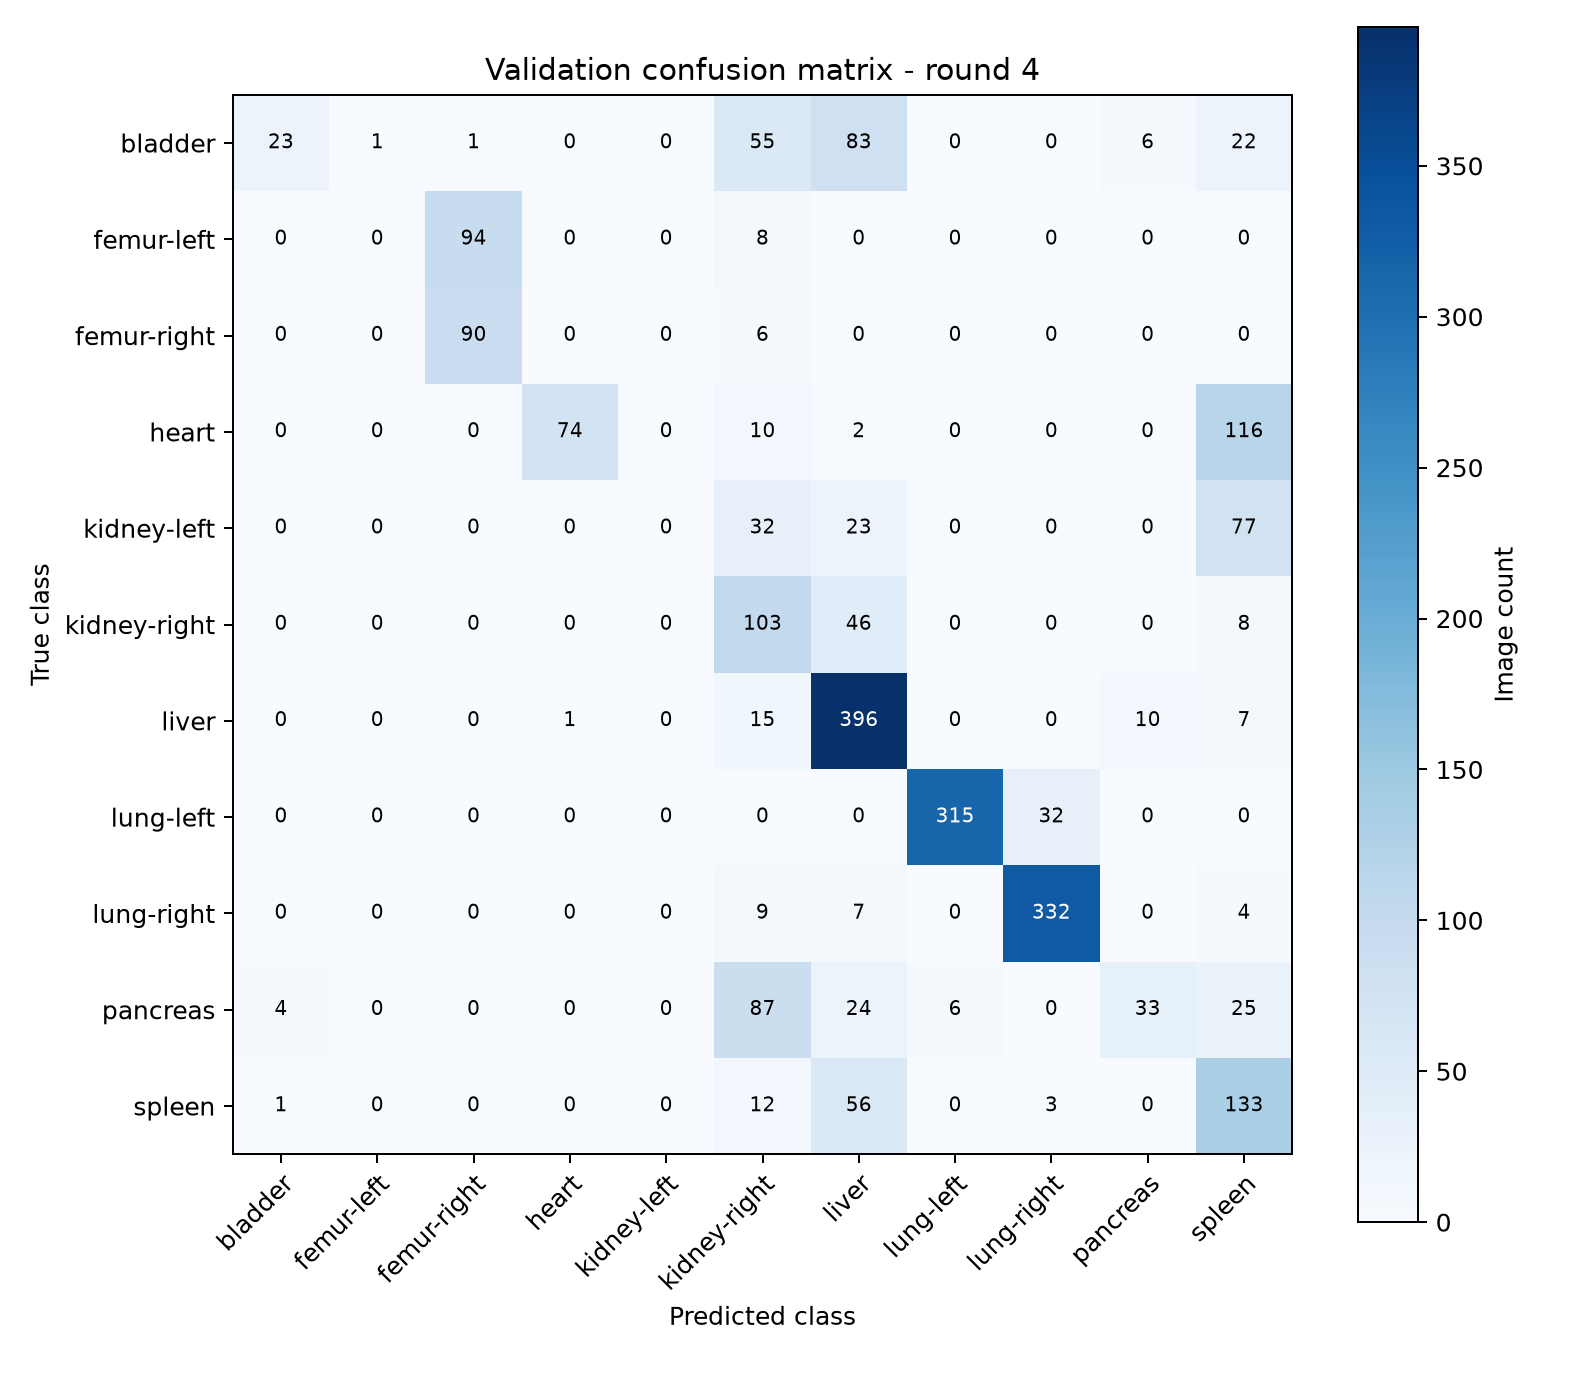 Validation confusion matrix - round 4
True class
bladder 23 1 1 0 0 55 83 0 0 6 22
femur-left 0 0 94 0 0 8 0 0 0 0 0
femur-right 0 0 90 0 0 6 0 0 0 0 0
heart 0 0 0 74 0 10 2 0 0 0 116
kidney-left 0 0 0 0 0 32 23 0 0 0 77
kidney-right 0 0 0 0 0 103 46 0 0 0 8
liver 0 0 0 1 0 15 396 0 0 10 7
lung-left 0 0 0 0 0 0 0 315 32 0 0
lung-right 0 0 0 0 0 9 7 0 332 0 4
pancreas 4 0 0 0 0 87 24 6 0 33 25
spleen 1 0 0 0 0 12 56 0 3 0 133
bladder femur-left femur-right heart kidney-left kidney-right liver lung-left lung-right pancreas spleen
Predicted class
350
300
250
200
150
100
50
0
Image count